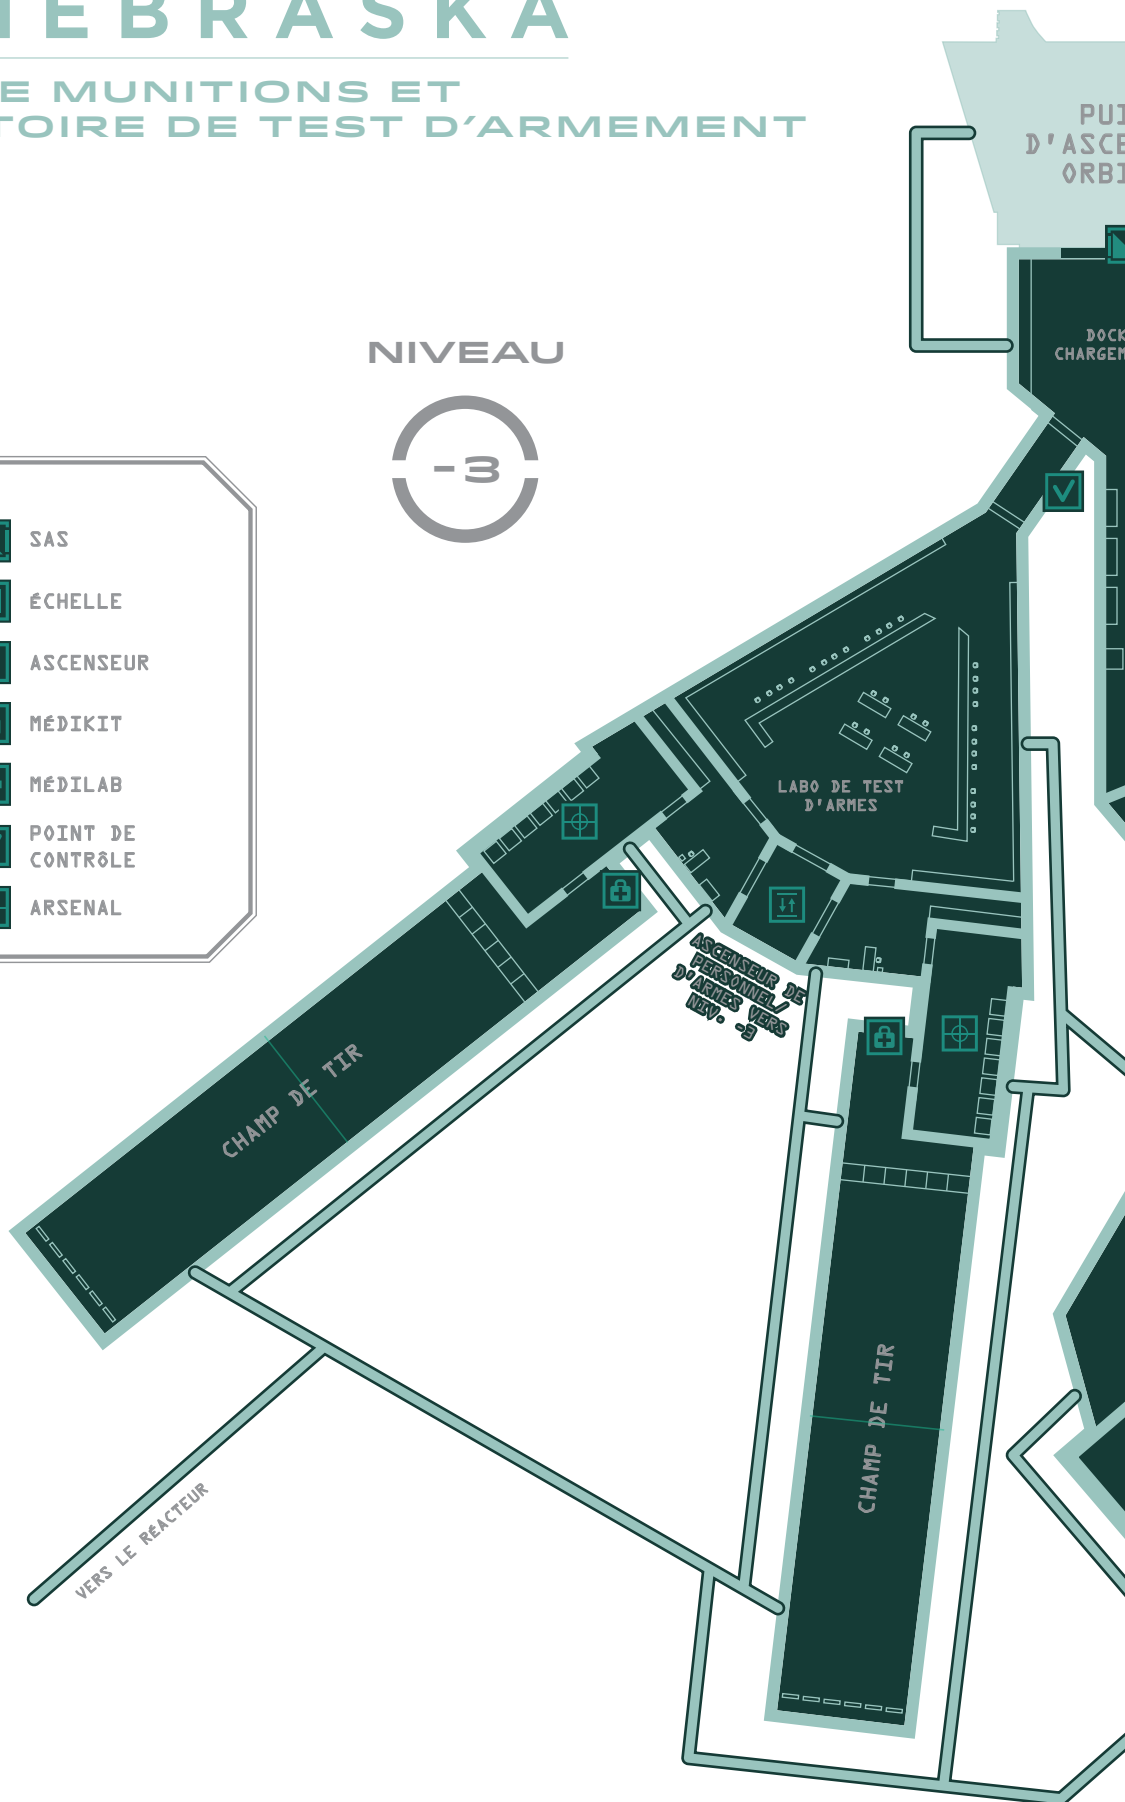 EBRASKA
E MUNITIONS ET
TOIRE DE TEST D'ARMEMENT
NIVEAU
-3
SAS
ÉCHELLE
ASCENSEUR
MÉDIKIT
MÉDILAB
POINT DE
CONTRÔLE
ARSENAL
PUI
D'ASCE
ORBI
DOCK
CHARGEM
LABO DE TEST
D'ARMES
ASCENSEUR DE
PERSONNEL/
D'ARMES VERS
NIV. -3
CHAMP DE TIR
CHAMP DE TIR
VERS LE RÉACTEUR